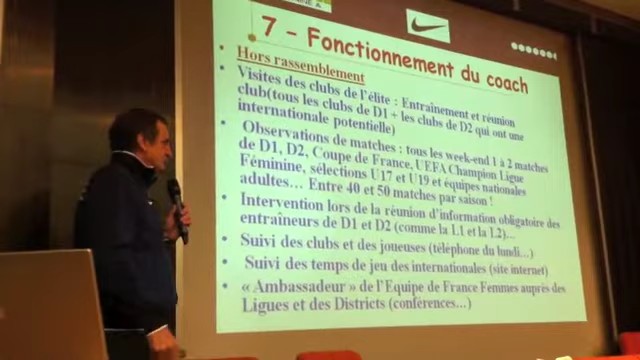 7 - Fonctionnement du coach
• Hors rassemblement
• Visites des clubs de l'élite : Entraînement et réunion
club(tous les clubs de D1 + les clubs de D2 qui ont une
internationale potentielle)
• Observations de matches : tous les week-end 1 à 2 matches
de D1, D2, Coupe de France, UEFA Champion Ligue
Féminine, sélections U17 et U19 et équipes nationales
adultes… Entre 40 et 50 matches par saison !
• Intervention lors de la réunion d'information obligatoire des
entraîneurs de D1 et D2 (comme la L1 et la L2)…
• Suivi des clubs et des joueuses (téléphone du lundi…)
• Suivi des temps de jeu des internationales (site internet)
• « Ambassadeur » de l'Equipe de France Femmes auprès des
Ligues et des Districts (conférences…)